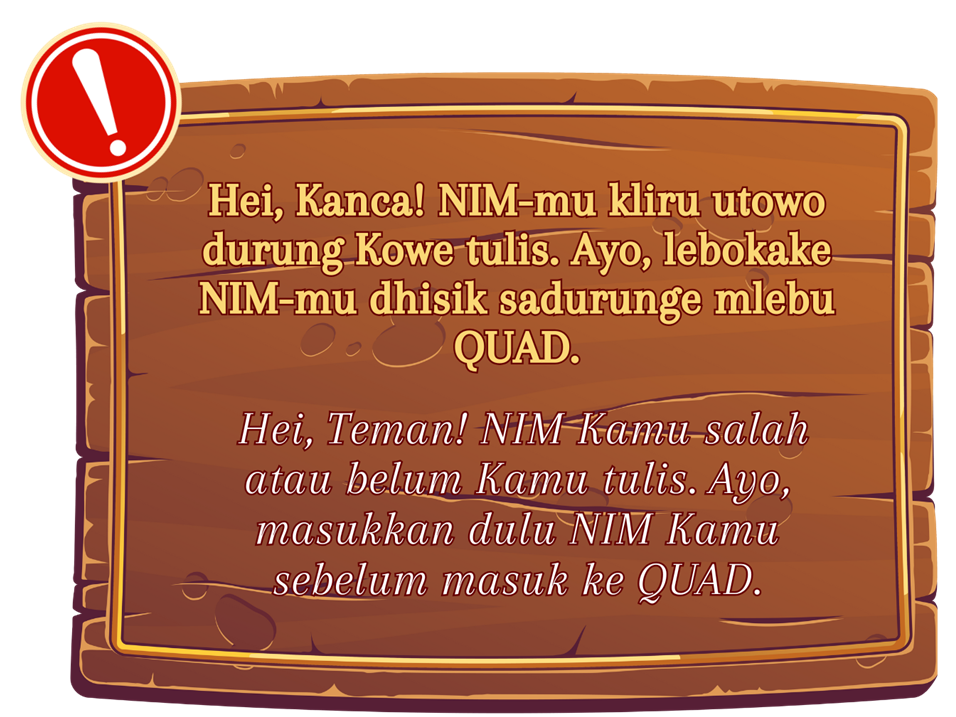 Hei, Kanca! NIM-mu kliru utowo
durung Kowe tulis. Ayo, lebokake
NIM-mu dhisik sadurunge mlebu
QUAD.
Hei, Teman! NIM Kamu salah
atau belum Kamu tulis. Ayo,
masukkan dulu NIM Kamu
sebelum masuk ke QUAD.